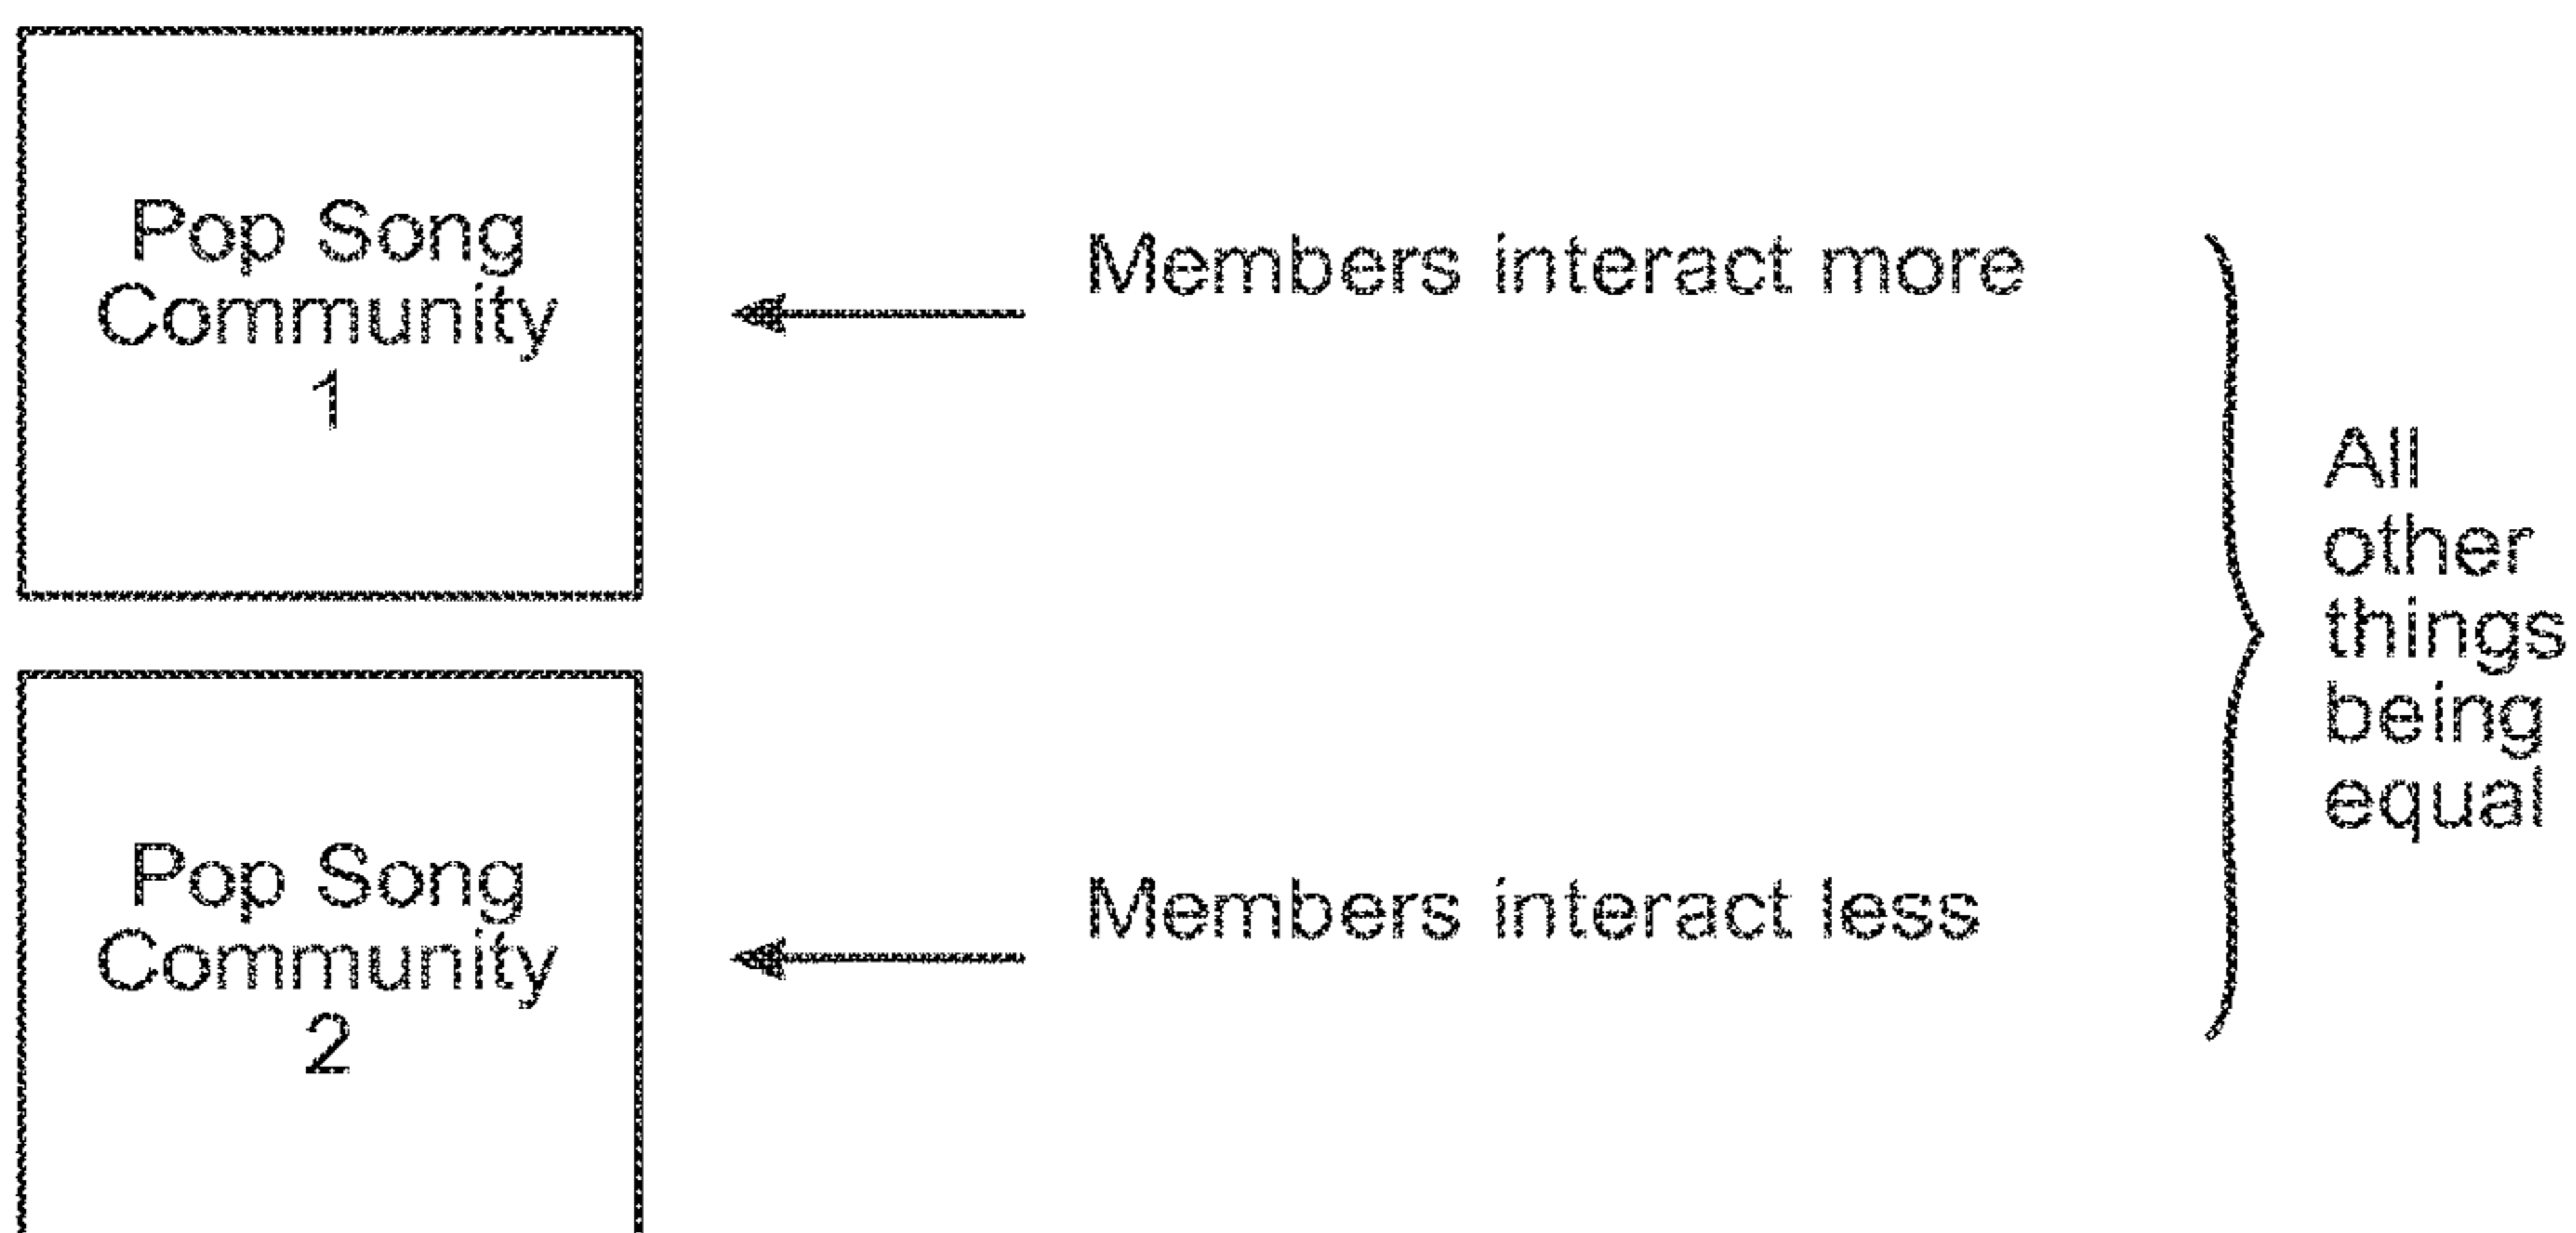 Pop Song
Community
1
Members interact more
All
other
things
being
equal
Pop Song
Community
2
Members interact less